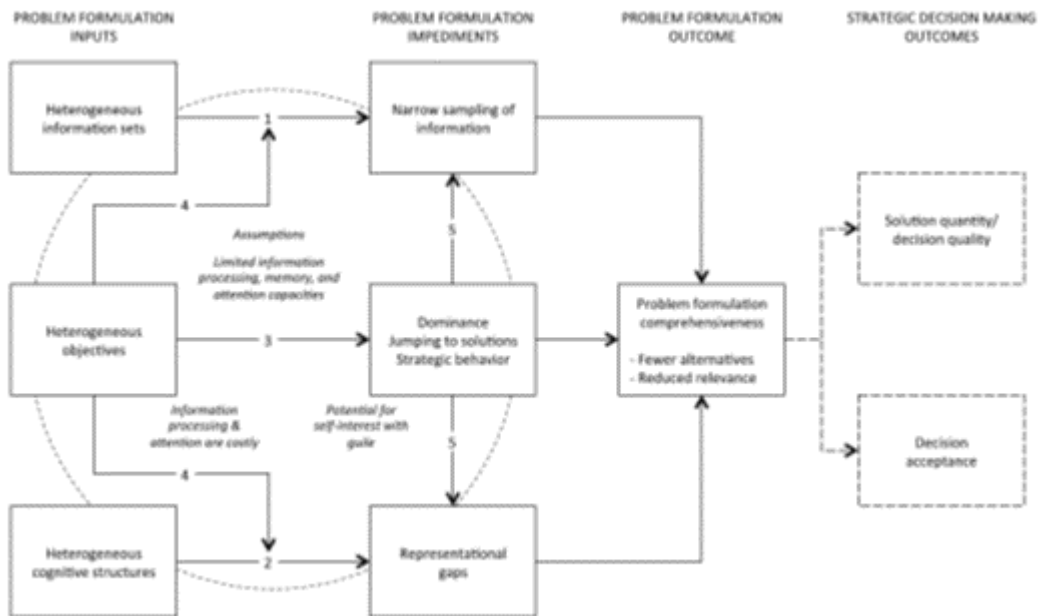 PROBLEM FORMULATION
INPUTS
PROBLEM FORMULATION
IMPEDIMENTS
PROBLEM FORMULATION
OUTCOME
STRATEGIC DECISION MAKING
OUTCOMES
Heterogeneous
information sets
1
Narrow sampling of
information
4
5
Assumptions
Limited information
processing, memory, and
attention capacities
Solution quantity/
decision quality
Heterogeneous
objectives
3
Dominance
Jumping to solutions
Strategic behavior
Problem formulation
comprehensiveness
- Fewer alternatives
- Reduced relevance
Information
processing &
attention are costly
Potential for
self-interest with
guile
5
4
Decision
acceptance
Heterogeneous
cognitive structures
2
Representational
gaps